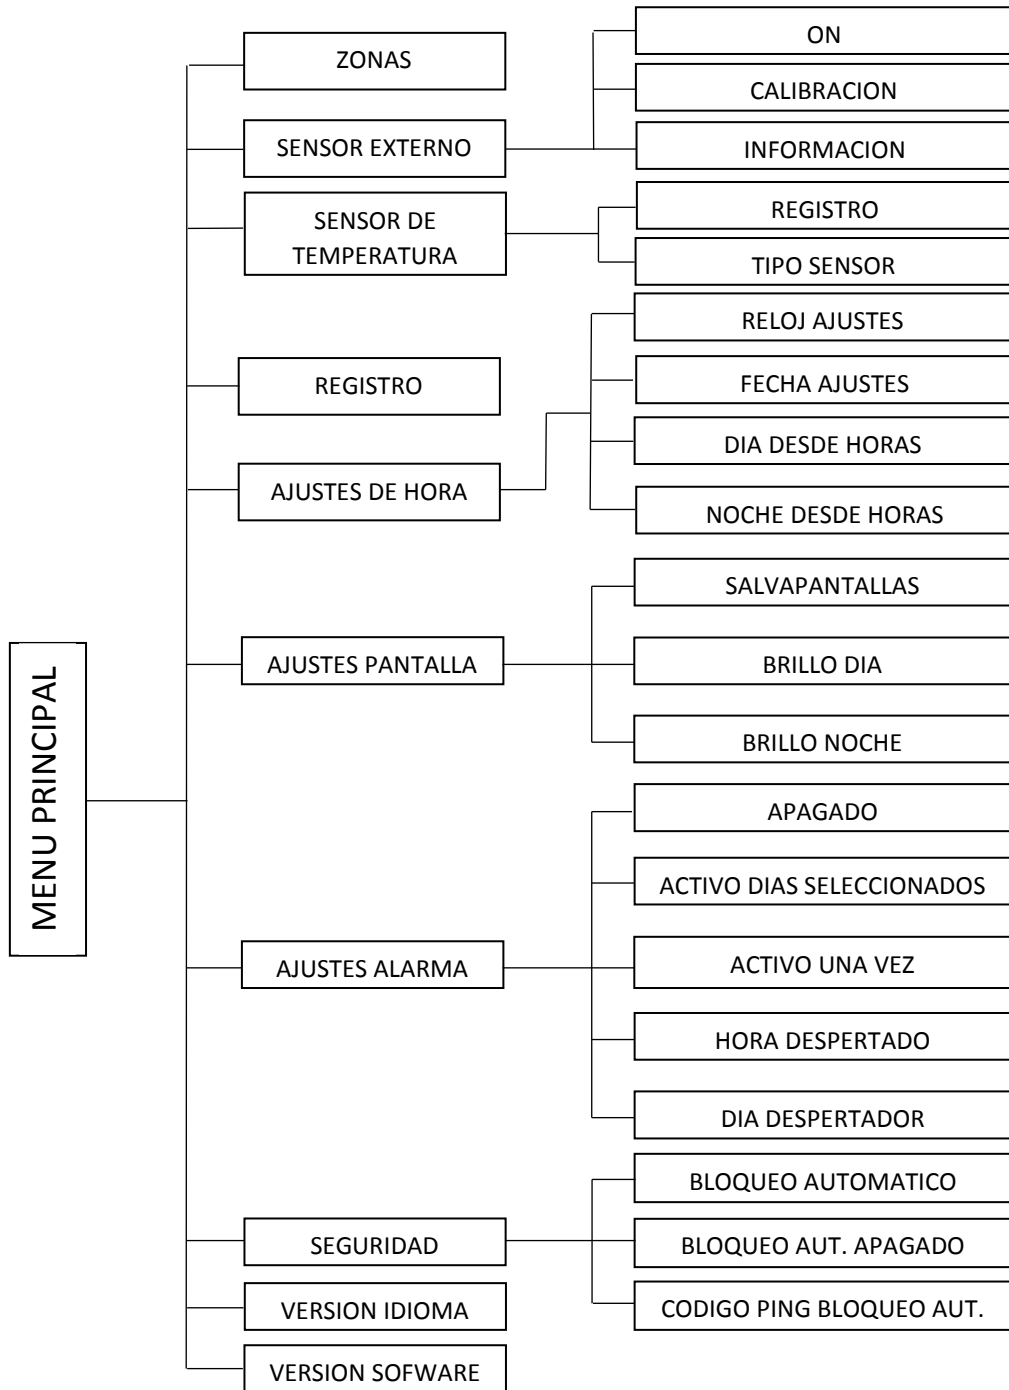 MENU PRINCIPAL
ZONAS
SENSOR EXTERNO
ON
CALIBRACION
INFORMACION
SENSOR DE
TEMPERATURA
REGISTRO
TIPO SENSOR
REGISTRO
AJUSTES DE HORA
RELOJ AJUSTES
FECHA AJUSTES
DIA DESDE HORAS
NOCHE DESDE HORAS
AJUSTES PANTALLA
SALVAPANTALLAS
BRILLO DIA
BRILLO NOCHE
AJUSTES ALARMA
APAGADO
ACTIVO DIAS SELECCIONADOS
ACTIVO UNA VEZ
HORA DESPERTADO
DIA DESPERTADOR
SEGURIDAD
BLOQUEO AUTOMATICO
BLOQUEO AUT. APAGADO
CODIGO PING BLOQUEO AUT.
VERSION IDIOMA
VERSION SOFWARE